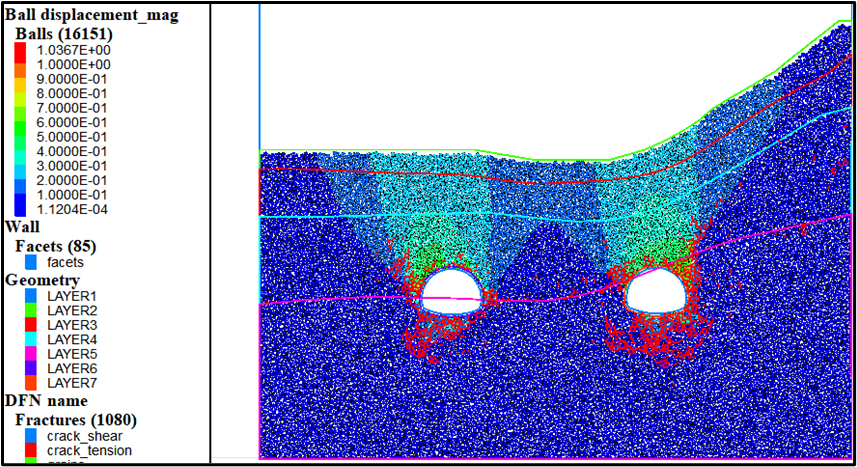 Ball displacement_mag
Balls (16151)
1.0367E+00
1.0000E+00
9.0000E-01
8.0000E-01
7.0000E-01
6.0000E-01
5.0000E-01
4.0000E-01
3.0000E-01
2.0000E-01
1.0000E-01
1.1204E-04
Wall
Facets (85)
facets
Geometry
LAYER1
LAYER2
LAYER3
LAYER4
LAYER5
LAYER6
LAYER7
DFN name
Fractures (1080)
crack_shear
crack_tension